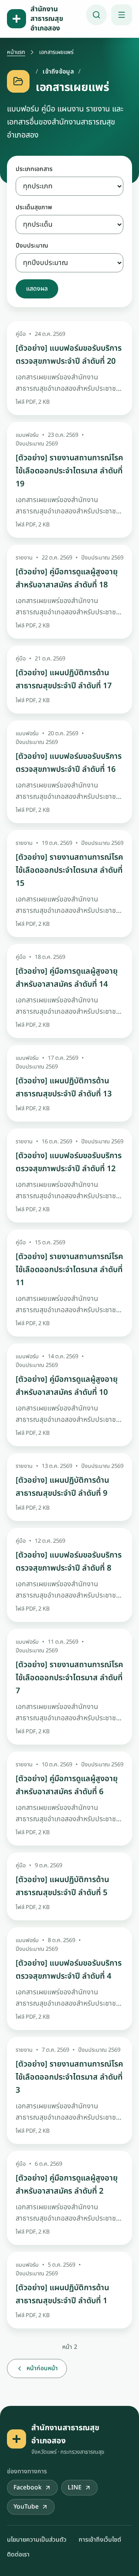 สำนักงาน
สาธารณสุข
อำเภอสอง
หน้าแรก > เอกสารเผยแพร่
/ เข้าถึงข้อมูล /
เอกสารเผยแพร่
แบบฟอร์ม คู่มือ แผนงาน รายงาน และ
เอกสารอื่นของสำนักงานสาธารณสุข
อำเภอสอง
ประเภทเอกสาร
ทุกประเภท
ประเด็นสุขภาพ
ทุกประเด็น
ปีงบประมาณ
ทุกปีงบประมาณ
แสดงผล
คู่มือ • 24 ต.ค. 2569
[ตัวอย่าง] แบบฟอร์มขอรับบริการ
ตรวจสุขภาพประจำปี ลำดับที่ 20
เอกสารเผยแพร่ของสำนักงาน
สาธารณสุขอำเภอสองสำหรับประชาช...
ไฟล์ PDF, 2 KB
แบบฟอร์ม • 23 ต.ค. 2569 •
ปีงบประมาณ 2569
[ตัวอย่าง] รายงานสถานการณ์โรค
ไข้เลือดออกประจำไตรมาส ลำดับที่
19
เอกสารเผยแพร่ของสำนักงาน
สาธารณสุขอำเภอสองสำหรับประชาช...
ไฟล์ PDF, 2 KB
รายงาน • 22 ต.ค. 2569 • ปีงบประมาณ 2569
[ตัวอย่าง] คู่มือการดูแลผู้สูงอายุ
สำหรับอาสาสมัคร ลำดับที่ 18
เอกสารเผยแพร่ของสำนักงาน
สาธารณสุขอำเภอสองสำหรับประชาช...
ไฟล์ PDF, 2 KB
คู่มือ • 21 ต.ค. 2569
[ตัวอย่าง] แผนปฏิบัติการด้าน
สาธารณสุขประจำปี ลำดับที่ 17
ไฟล์ PDF, 2 KB
แบบฟอร์ม • 20 ต.ค. 2569 •
ปีงบประมาณ 2569
[ตัวอย่าง] แบบฟอร์มขอรับบริการ
ตรวจสุขภาพประจำปี ลำดับที่ 16
เอกสารเผยแพร่ของสำนักงาน
สาธารณสุขอำเภอสองสำหรับประชาช...
ไฟล์ PDF, 2 KB
รายงาน • 19 ต.ค. 2569 • ปีงบประมาณ 2569
[ตัวอย่าง] รายงานสถานการณ์โรค
ไข้เลือดออกประจำไตรมาส ลำดับที่
15
เอกสารเผยแพร่ของสำนักงาน
สาธารณสุขอำเภอสองสำหรับประชาช...
ไฟล์ PDF, 2 KB
คู่มือ • 18 ต.ค. 2569
[ตัวอย่าง] คู่มือการดูแลผู้สูงอายุ
สำหรับอาสาสมัคร ลำดับที่ 14
เอกสารเผยแพร่ของสำนักงาน
สาธารณสุขอำเภอสองสำหรับประชาช...
ไฟล์ PDF, 2 KB
แบบฟอร์ม • 17 ต.ค. 2569 •
ปีงบประมาณ 2569
[ตัวอย่าง] แผนปฏิบัติการด้าน
สาธารณสุขประจำปี ลำดับที่ 13
ไฟล์ PDF, 2 KB
รายงาน • 16 ต.ค. 2569 • ปีงบประมาณ 2569
[ตัวอย่าง] แบบฟอร์มขอรับบริการ
ตรวจสุขภาพประจำปี ลำดับที่ 12
เอกสารเผยแพร่ของสำนักงาน
สาธารณสุขอำเภอสองสำหรับประชาช...
ไฟล์ PDF, 2 KB
คู่มือ • 15 ต.ค. 2569
[ตัวอย่าง] รายงานสถานการณ์โรค
ไข้เลือดออกประจำไตรมาส ลำดับที่
11
เอกสารเผยแพร่ของสำนักงาน
สาธารณสุขอำเภอสองสำหรับประชาช...
ไฟล์ PDF, 2 KB
แบบฟอร์ม • 14 ต.ค. 2569 •
ปีงบประมาณ 2569
[ตัวอย่าง] คู่มือการดูแลผู้สูงอายุ
สำหรับอาสาสมัคร ลำดับที่ 10
เอกสารเผยแพร่ของสำนักงาน
สาธารณสุขอำเภอสองสำหรับประชาช...
ไฟล์ PDF, 2 KB
รายงาน • 13 ต.ค. 2569 • ปีงบประมาณ 2569
[ตัวอย่าง] แผนปฏิบัติการด้าน
สาธารณสุขประจำปี ลำดับที่ 9
ไฟล์ PDF, 2 KB
คู่มือ • 12 ต.ค. 2569
[ตัวอย่าง] แบบฟอร์มขอรับบริการ
ตรวจสุขภาพประจำปี ลำดับที่ 8
เอกสารเผยแพร่ของสำนักงาน
สาธารณสุขอำเภอสองสำหรับประชาช...
ไฟล์ PDF, 2 KB
แบบฟอร์ม • 11 ต.ค. 2569 •
ปีงบประมาณ 2569
[ตัวอย่าง] รายงานสถานการณ์โรค
ไข้เลือดออกประจำไตรมาส ลำดับที่
7
เอกสารเผยแพร่ของสำนักงาน
สาธารณสุขอำเภอสองสำหรับประชาช...
ไฟล์ PDF, 2 KB
รายงาน • 10 ต.ค. 2569 • ปีงบประมาณ 2569
[ตัวอย่าง] คู่มือการดูแลผู้สูงอายุ
สำหรับอาสาสมัคร ลำดับที่ 6
เอกสารเผยแพร่ของสำนักงาน
สาธารณสุขอำเภอสองสำหรับประชาช...
ไฟล์ PDF, 2 KB
คู่มือ • 9 ต.ค. 2569
[ตัวอย่าง] แผนปฏิบัติการด้าน
สาธารณสุขประจำปี ลำดับที่ 5
ไฟล์ PDF, 2 KB
แบบฟอร์ม • 8 ต.ค. 2569 •
ปีงบประมาณ 2569
[ตัวอย่าง] แบบฟอร์มขอรับบริการ
ตรวจสุขภาพประจำปี ลำดับที่ 4
เอกสารเผยแพร่ของสำนักงาน
สาธารณสุขอำเภอสองสำหรับประชาช...
ไฟล์ PDF, 2 KB
รายงาน • 7 ต.ค. 2569 • ปีงบประมาณ 2569
[ตัวอย่าง] รายงานสถานการณ์โรค
ไข้เลือดออกประจำไตรมาส ลำดับที่
3
เอกสารเผยแพร่ของสำนักงาน
สาธารณสุขอำเภอสองสำหรับประชาช...
ไฟล์ PDF, 2 KB
คู่มือ • 6 ต.ค. 2569
[ตัวอย่าง] คู่มือการดูแลผู้สูงอายุ
สำหรับอาสาสมัคร ลำดับที่ 2
เอกสารเผยแพร่ของสำนักงาน
สาธารณสุขอำเภอสองสำหรับประชาช...
ไฟล์ PDF, 2 KB
แบบฟอร์ม • 5 ต.ค. 2569 •
ปีงบประมาณ 2569
[ตัวอย่าง] แผนปฏิบัติการด้าน
สาธารณสุขประจำปี ลำดับที่ 1
ไฟล์ PDF, 2 KB
หน้า 2
หน้าก่อนหน้า
สำนักงานสาธารณสุข
อำเภอสอง
จังหวัดแพร่ · กระทรวงสาธารณสุข
ช่องทางทางการ
Facebook
LINE
YouTube
นโยบายความเป็นส่วนตัว การเข้าถึงเว็บไซต์
ติดต่อเรา